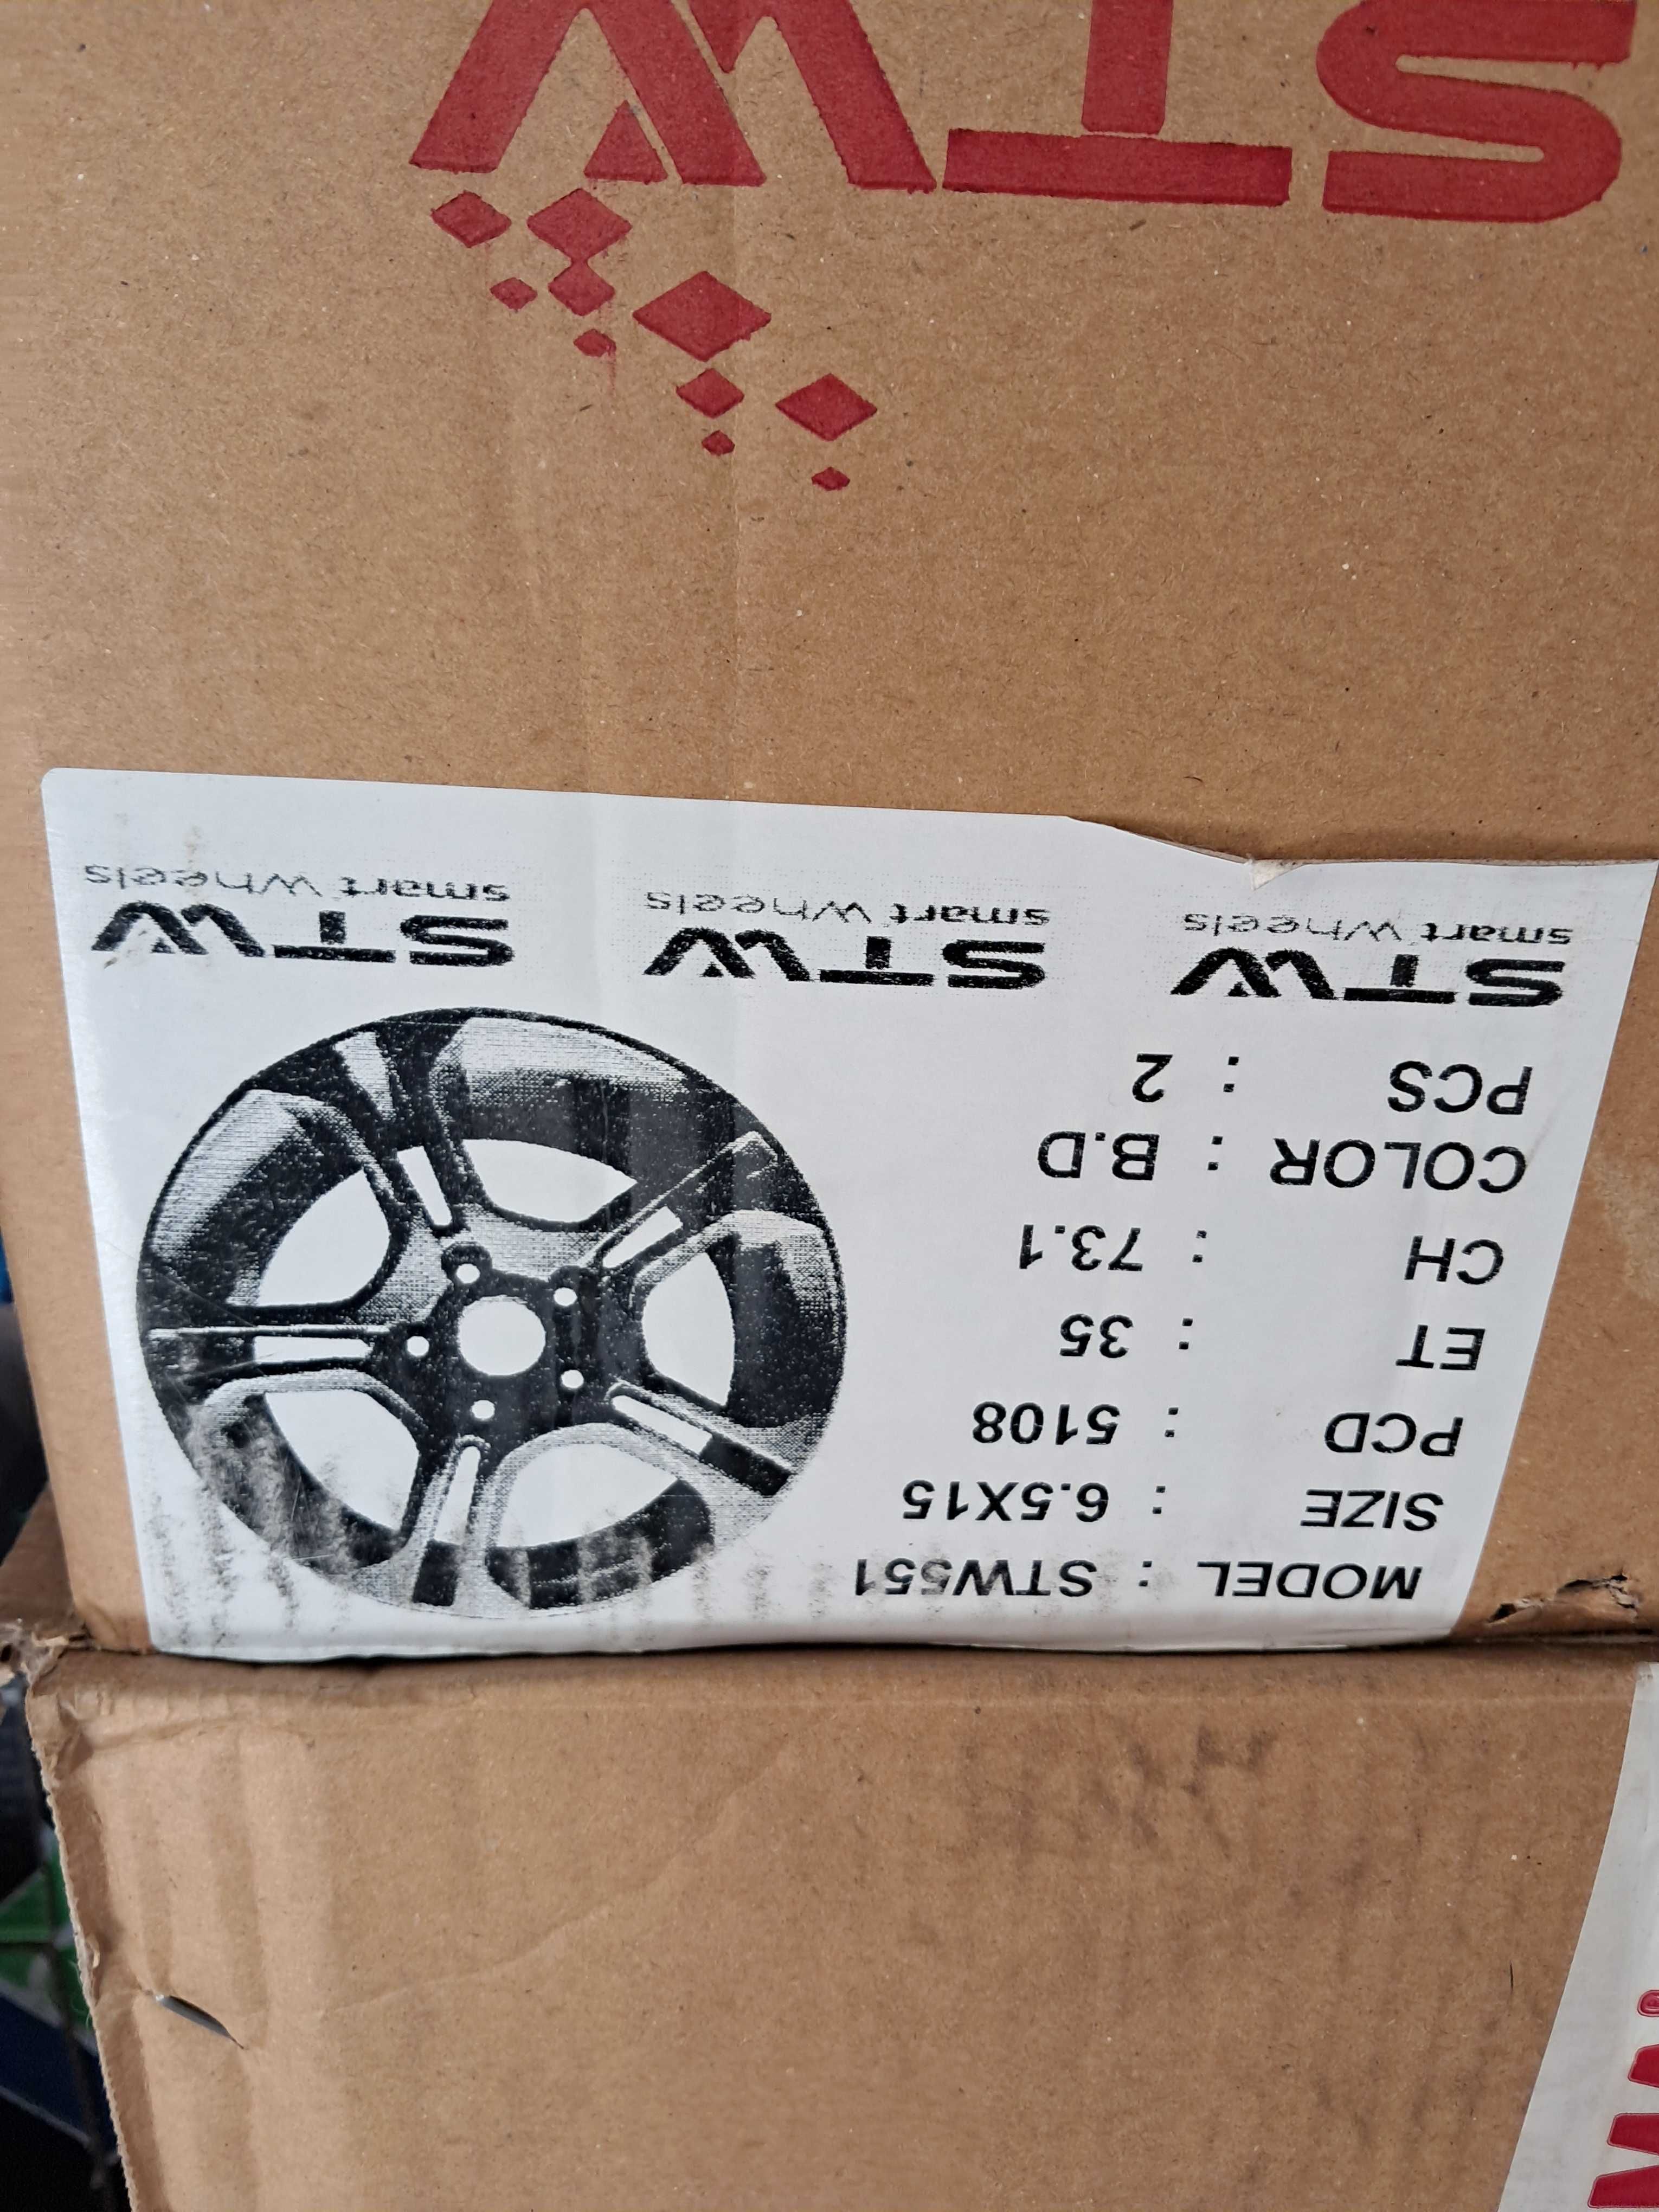 STW
MODEL : STW551
SIZE : 6.5X15
PCD : 5108
ET : 35
CH : 73.1
COLOR : B.D
PCS : 2
STW STW STW
smart Wheels smart Wheels smart Wheels